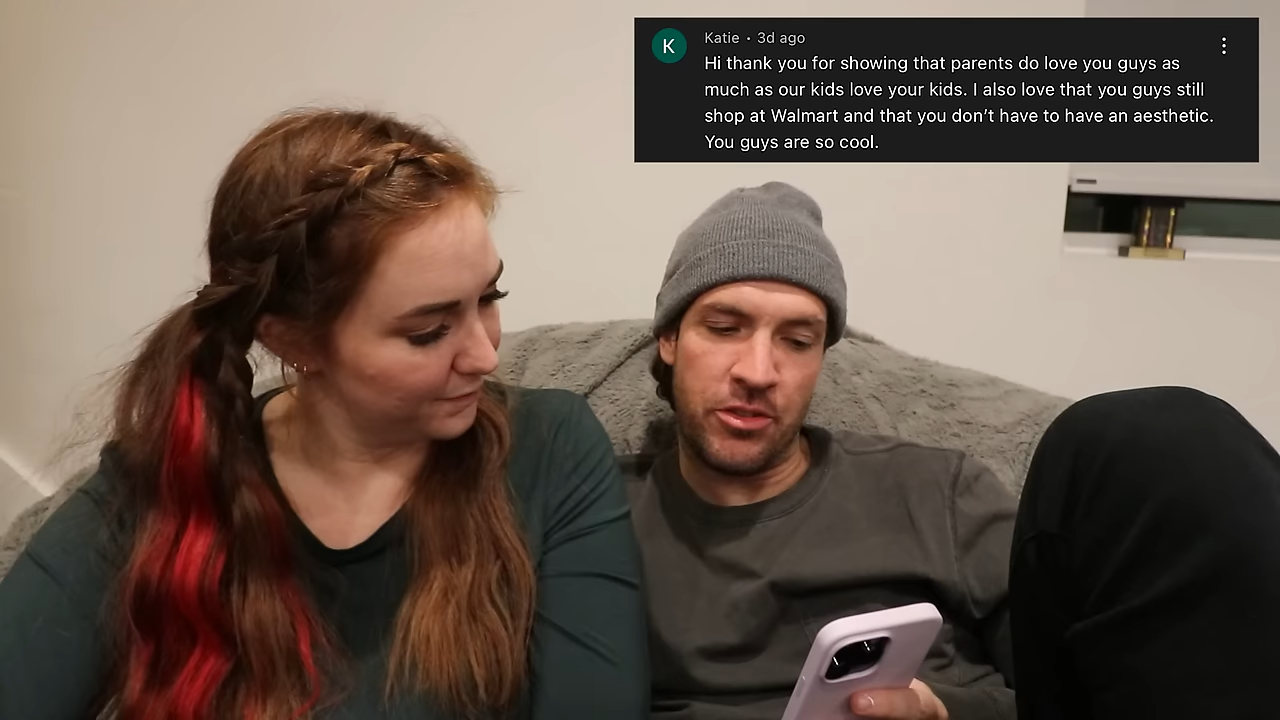 K
Katie • 3d ago
Hi thank you for showing that parents do love you guys as
much as our kids love your kids. I also love that you guys still
shop at Walmart and that you don’t have to have an aesthetic.
You guys are so cool.